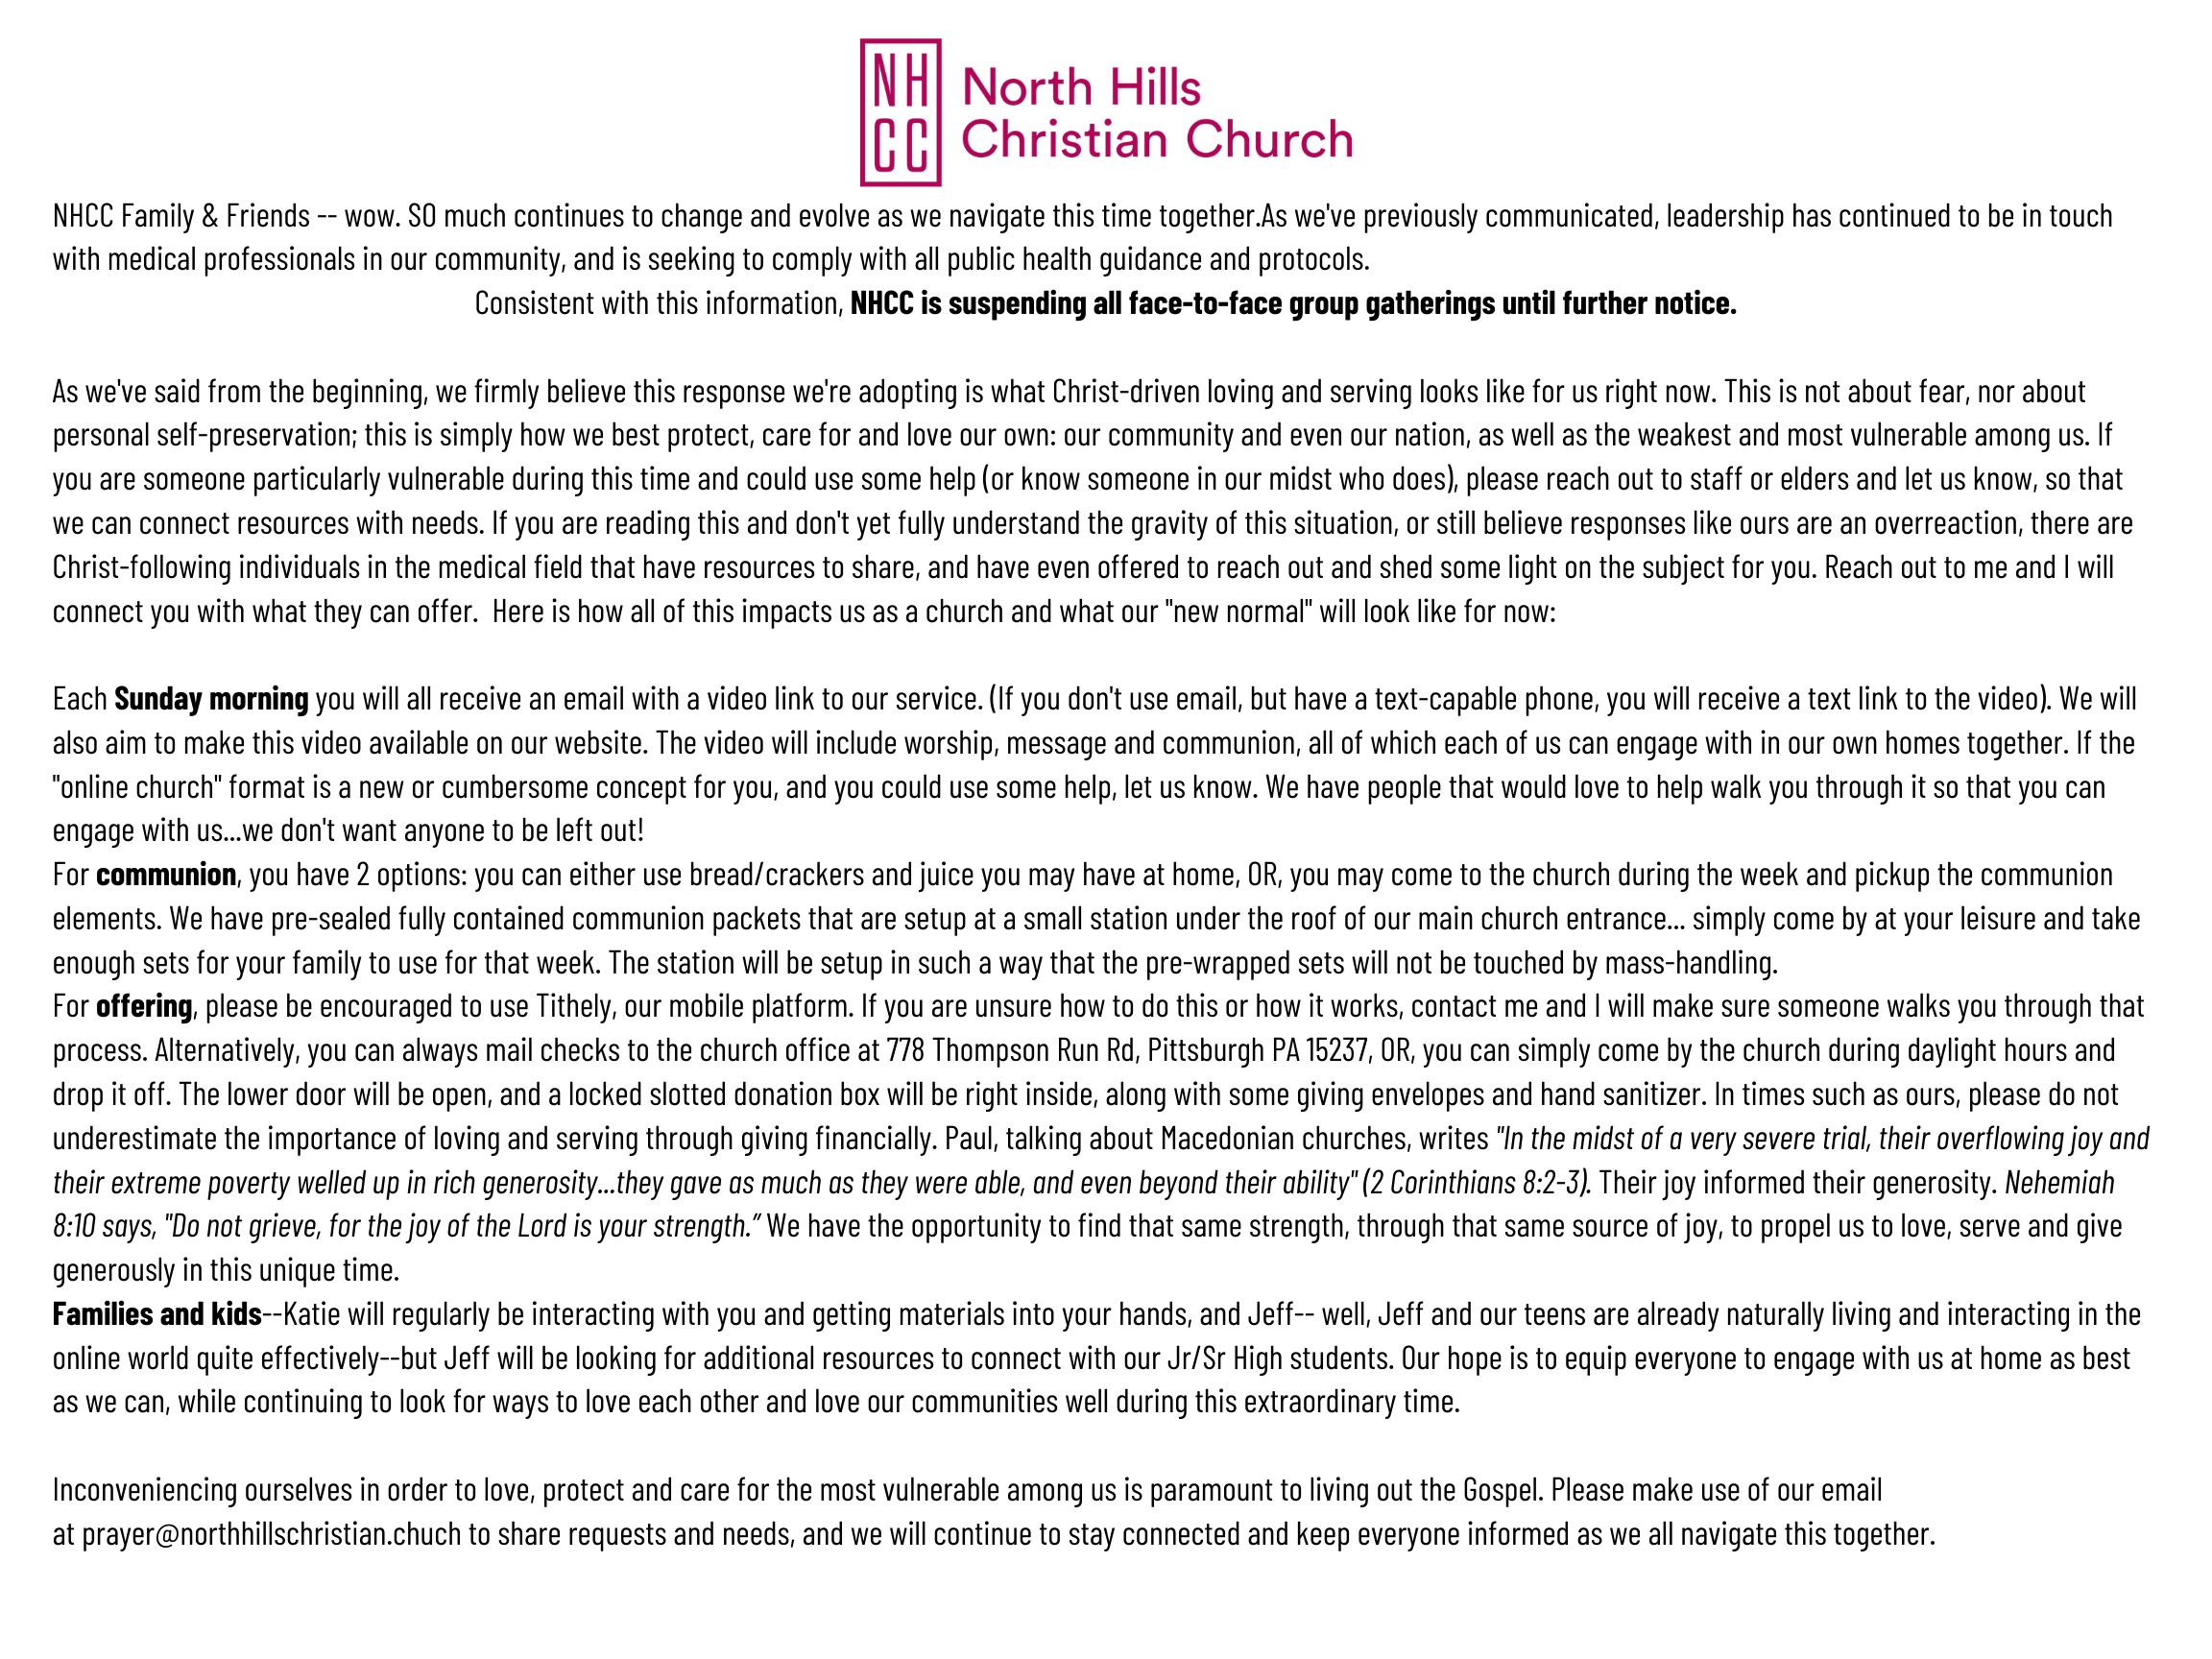 NH
CC
North Hills
Christian Church
NHCC Family & Friends -- wow. SO much continues to change and evolve as we navigate this time together.As we've previously communicated, leadership has continued to be in touch
with medical professionals in our community, and is seeking to comply with all public health guidance and protocols.
Consistent with this information, NHCC is suspending all face-to-face group gatherings until further notice.
As we've said from the beginning, we firmly believe this response we're adopting is what Christ-driven loving and serving looks like for us right now. This is not about fear, nor about
personal self-preservation; this is simply how we best protect, care for and love our own: our community and even our nation, as well as the weakest and most vulnerable among us. If
you are someone particularly vulnerable during this time and could use some help (or know someone in our midst who does), please reach out to staff or elders and let us know, so that
we can connect resources with needs. If you are reading this and don't yet fully understand the gravity of this situation, or still believe responses like ours are an overreaction, there are
Christ-following individuals in the medical field that have resources to share, and have even offered to reach out and shed some light on the subject for you. Reach out to me and I will
connect you with what they can offer.  Here is how all of this impacts us as a church and what our "new normal" will look like for now:
Each Sunday morning you will all receive an email with a video link to our service. (If you don't use email, but have a text-capable phone, you will receive a text link to the video). We will
also aim to make this video available on our website. The video will include worship, message and communion, all of which each of us can engage with in our own homes together. If the
"online church" format is a new or cumbersome concept for you, and you could use some help, let us know. We have people that would love to help walk you through it so that you can
engage with us...we don't want anyone to be left out!
For communion, you have 2 options: you can either use bread/crackers and juice you may have at home, OR, you may come to the church during the week and pickup the communion
elements. We have pre-sealed fully contained communion packets that are setup at a small station under the roof of our main church entrance... simply come by at your leisure and take
enough sets for your family to use for that week. The station will be setup in such a way that the pre-wrapped sets will not be touched by mass-handling.
For offering, please be encouraged to use Tithely, our mobile platform. If you are unsure how to do this or how it works, contact me and I will make sure someone walks you through that
process. Alternatively, you can always mail checks to the church office at 778 Thompson Run Rd, Pittsburgh PA 15237, OR, you can simply come by the church during daylight hours and
drop it off. The lower door will be open, and a locked slotted donation box will be right inside, along with some giving envelopes and hand sanitizer. In times such as ours, please do not
underestimate the importance of loving and serving through giving financially. Paul, talking about Macedonian churches, writes "In the midst of a very severe trial, their overflowing joy and
their extreme poverty welled up in rich generosity...they gave as much as they were able, and even beyond their ability" (2 Corinthians 8:2-3). Their joy informed their generosity. Nehemiah
8:10 says, "Do not grieve, for the joy of the Lord is your strength.” We have the opportunity to find that same strength, through that same source of joy, to propel us to love, serve and give
generously in this unique time.
Families and kids--Katie will regularly be interacting with you and getting materials into your hands, and Jeff-- well, Jeff and our teens are already naturally living and interacting in the
online world quite effectively--but Jeff will be looking for additional resources to connect with our Jr/Sr High students. Our hope is to equip everyone to engage with us at home as best
as we can, while continuing to look for ways to love each other and love our communities well during this extraordinary time.
Inconveniencing ourselves in order to love, protect and care for the most vulnerable among us is paramount to living out the Gospel. Please make use of our email
at prayer@northhillschristian.chuch to share requests and needs, and we will continue to stay connected and keep everyone informed as we all navigate this together.